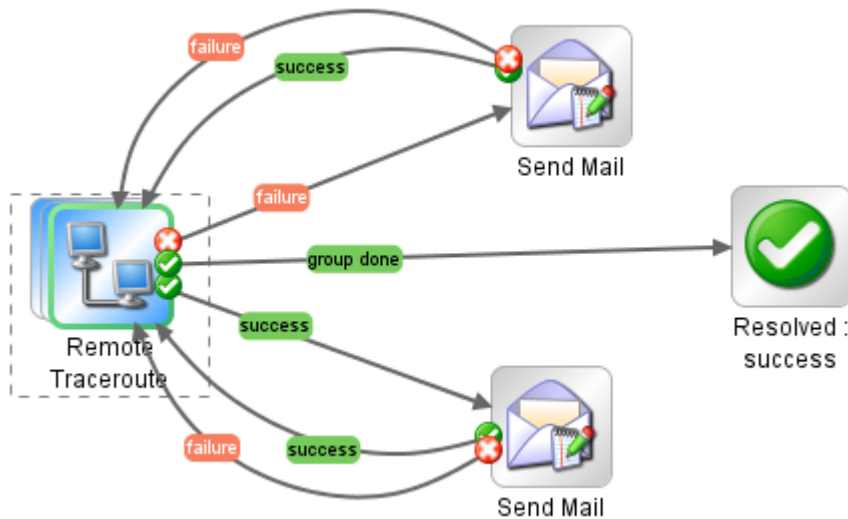 failure
success
Send Mail
failure
group done
Resolved :
success
success
Remote
Traceroute
success
failure
Send Mail